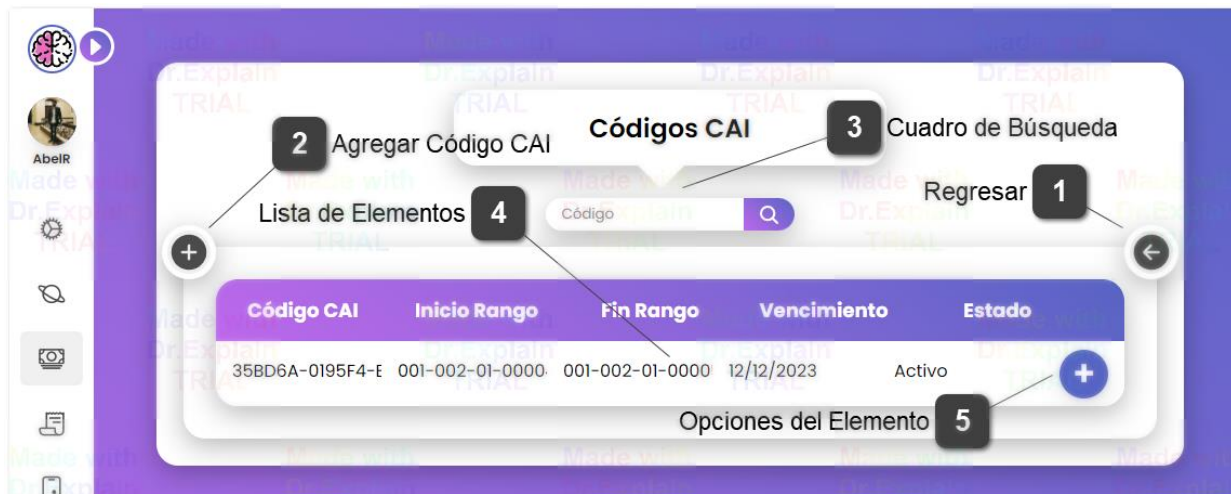 Códigos CAI
2 Agregar Código CAI
3 Cuadro de Búsqueda
AbelR
Regresar 1
Lista de Elementos 4
Código
Código CAI Inicio Rango Fin Rango Vencimiento Estado
35BD6A-0195F4-E 001-002-01-0000 001-002-01-0000 12/12/2023 Activo
Opciones del Elemento 5
Made with
Dr.Explain
TRIAL